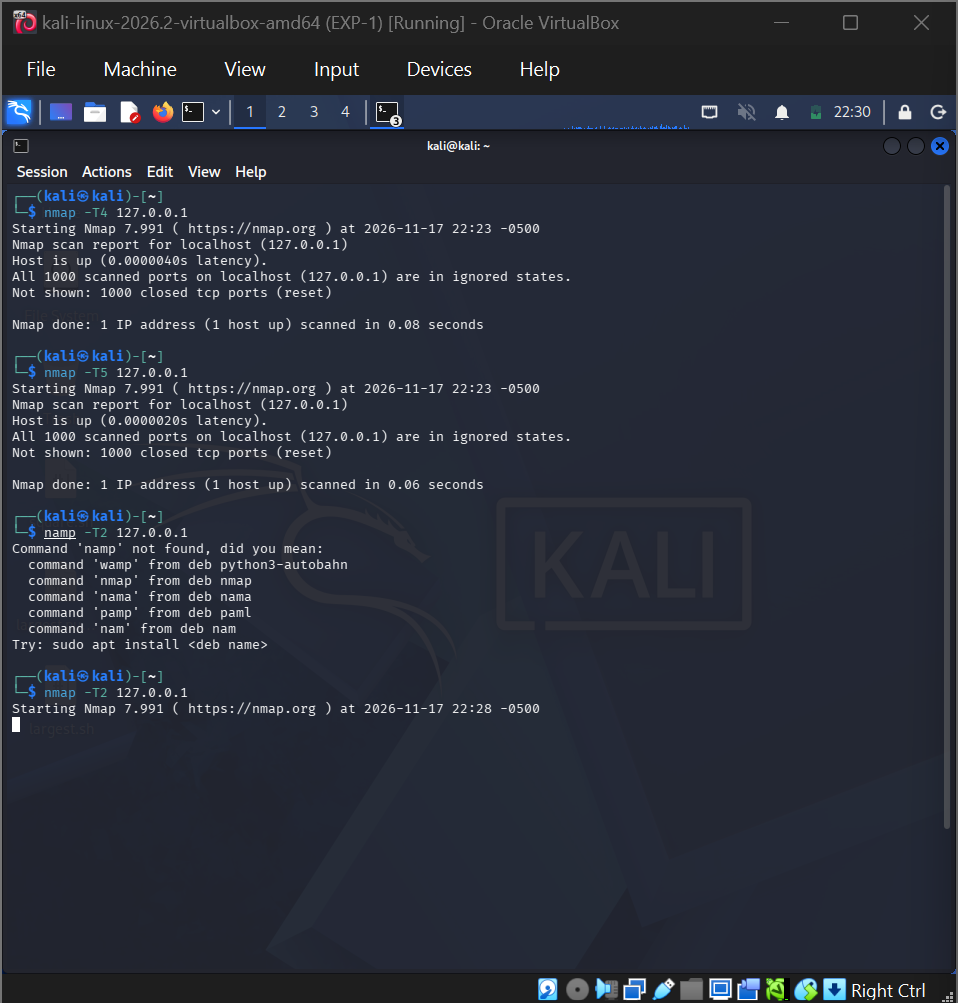 kali-linux-2026.2-virtualbox-amd64 (EXP-1) [Running] - Oracle VirtualBox
File Machine View Input Devices Help
1 2 3 4 3 22:30
kali@kali: ~
Session Actions Edit View Help
┌──(kali㉿kali)-[~]
└─$ nmap -T4 127.0.0.1
Starting Nmap 7.991 ( https://nmap.org ) at 2026-11-17 22:23 -0500
Nmap scan report for localhost (127.0.0.1)
Host is up (0.0000040s latency).
All 1000 scanned ports on localhost (127.0.0.1) are in ignored states.
Not shown: 1000 closed tcp ports (reset)
Nmap done: 1 IP address (1 host up) scanned in 0.08 seconds
┌──(kali㉿kali)-[~]
└─$ nmap -T5 127.0.0.1
Starting Nmap 7.991 ( https://nmap.org ) at 2026-11-17 22:23 -0500
Nmap scan report for localhost (127.0.0.1)
Host is up (0.0000020s latency).
All 1000 scanned ports on localhost (127.0.0.1) are in ignored states.
Not shown: 1000 closed tcp ports (reset)
Nmap done: 1 IP address (1 host up) scanned in 0.06 seconds
┌──(kali㉿kali)-[~]
└─$ namp -T2 127.0.0.1
Command 'namp' not found, did you mean:
  command 'wamp' from deb python3-autobahn
  command 'nmap' from deb nmap
  command 'nama' from deb nama
  command 'pamp' from deb paml
  command 'nam' from deb nam
Try: sudo apt install <deb name>
┌──(kali㉿kali)-[~]
└─$ nmap -T2 127.0.0.1
Starting Nmap 7.991 ( https://nmap.org ) at 2026-11-17 22:28 -0500
largest.sh
KALI
Right Ctrl